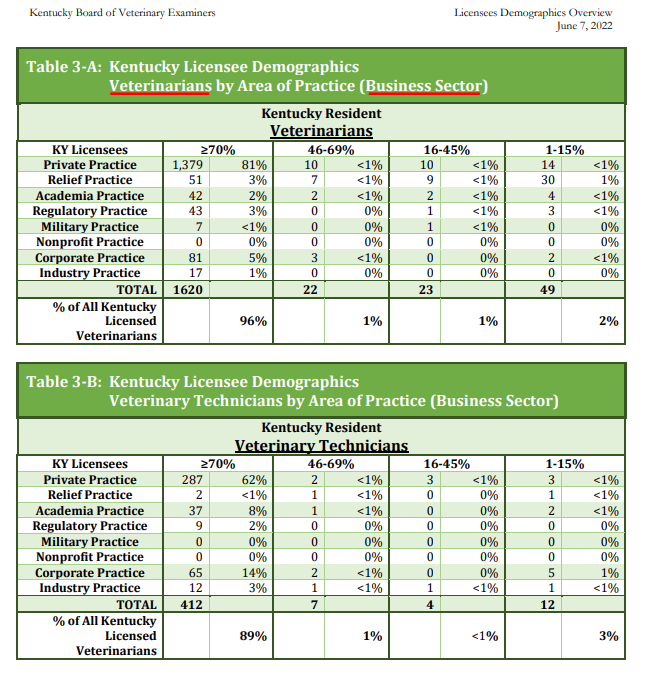 Kentucky Board of Veterinary Examiners Licensees Demographics Overview
June 7, 2022
Table 3-A: Kentucky Licensee Demographics
Veterinarians by Area of Practice (Business Sector)
Kentucky Resident
Veterinarians
KY Licensees ≥70% 46-69% 16-45% 1-15%
Private Practice 1,379 81% 10 <1% 10 <1% 14 <1%
Relief Practice 51 3% 7 <1% 9 <1% 30 1%
Academia Practice 42 2% 2 <1% 2 <1% 4 <1%
Regulatory Practice 43 3% 0 0% 1 <1% 3 <1%
Military Practice 7 <1% 0 0% 1 <1% 0 0%
Nonprofit Practice 0 0% 0 0% 0 0% 0 0%
Corporate Practice 81 5% 3 <1% 0 0% 2 <1%
Industry Practice 17 1% 0 0% 0 0% 0 0%
TOTAL 1620 22 23 49
% of All Kentucky
Licensed 96% 1% 1% 2%
Veterinarians
Table 3-B: Kentucky Licensee Demographics
Veterinary Technicians by Area of Practice (Business Sector)
Kentucky Resident
Veterinary Technicians
KY Licensees ≥70% 46-69% 16-45% 1-15%
Private Practice 287 62% 2 <1% 3 <1% 3 <1%
Relief Practice 2 <1% 1 <1% 0 0% 1 <1%
Academia Practice 37 8% 1 <1% 0 0% 2 <1%
Regulatory Practice 9 2% 0 0% 0 0% 0 0%
Military Practice 0 0% 0 0% 0 0% 0 0%
Nonprofit Practice 0 0% 0 0% 0 0% 0 0%
Corporate Practice 65 14% 2 <1% 0 0% 5 1%
Industry Practice 12 3% 1 <1% 1 <1% 1 <1%
TOTAL 412 7 4 12
% of All Kentucky
Licensed 89% 1% <1% 3%
Veterinarians